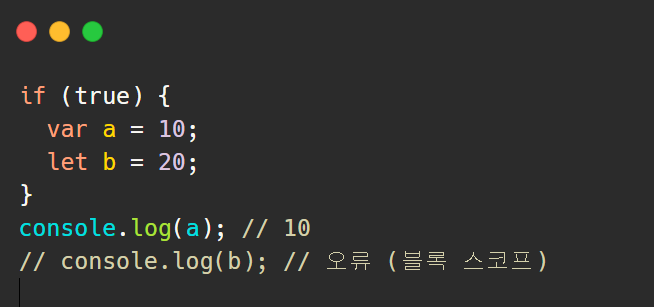 if (true) {
  var a = 10;
  let b = 20;
}
console.log(a); // 10
// console.log(b); // 오류 (블록 스코프)